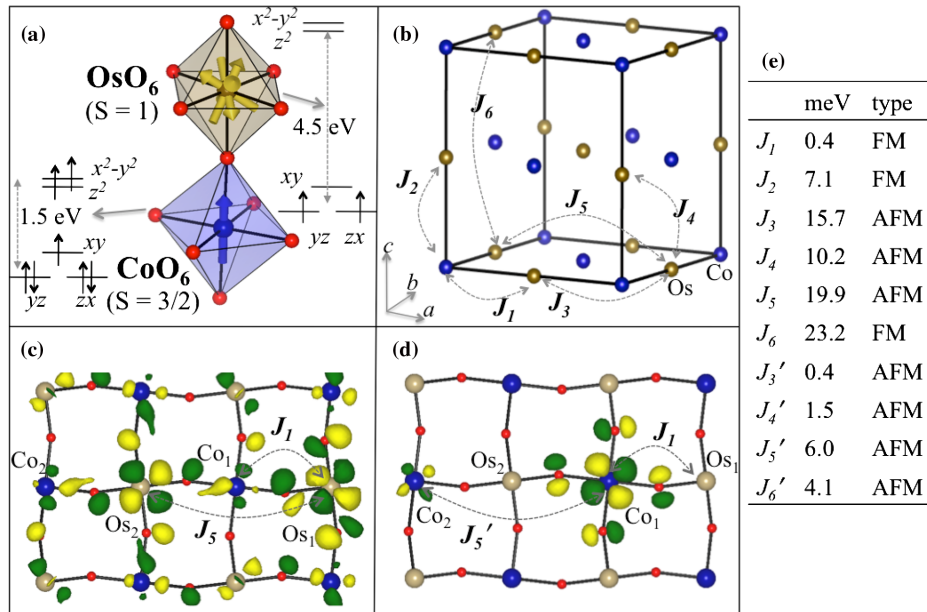 (a)
x²-y²
z²
OsO₆
(S = 1)
4.5 eV
x²-y²
z²
1.5 eV
xy
xy
yz
zx
CoO₆
(S = 3/2)
yz
zx
(b)
J₆
J₂
J₅
J₄
c
b
a
J₁
J₃
Os
Co
(c)
Co₂
Co₁
J₁
Os₂
J₅
Os₁
(d)
Os₂
J₁
Os₁
Co₂
J₅′
Co₁
(e)
meV type
J₁ 0.4 FM
J₂ 7.1 FM
J₃ 15.7 AFM
J₄ 10.2 AFM
J₅ 19.9 AFM
J₆ 23.2 FM
J₃′ 0.4 AFM
J₄′ 1.5 AFM
J₅′ 6.0 AFM
J₆′ 4.1 AFM